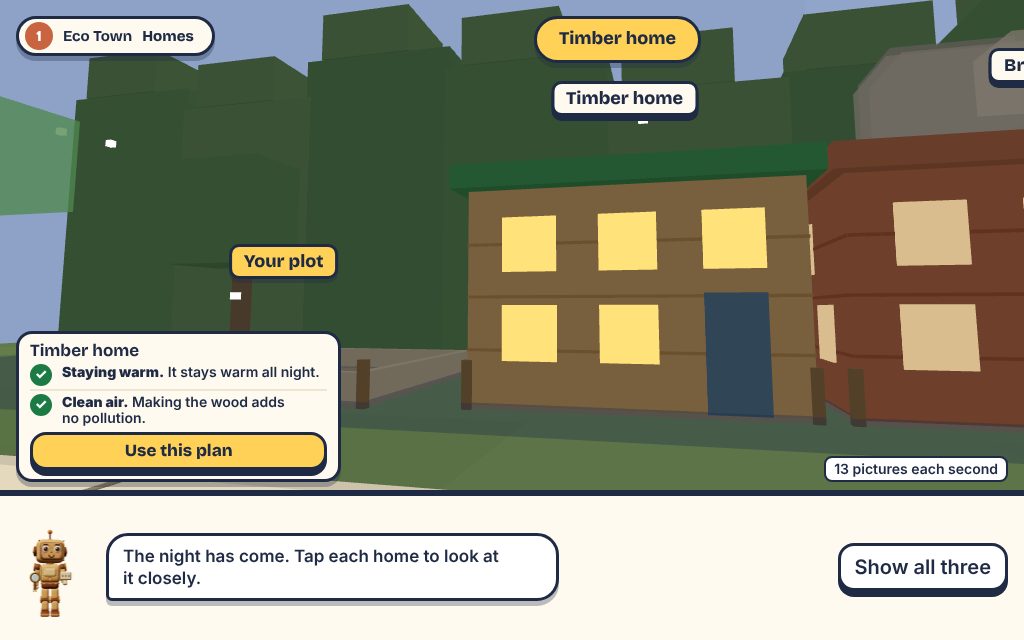 1 Eco Town Homes
Timber home
Timber home
Br
Your plot
Timber home
Staying warm. It stays warm all night.
Clean air. Making the wood adds
no pollution.
Use this plan
13 pictures each second
The night has come. Tap each home to look at
it closely.
Show all three